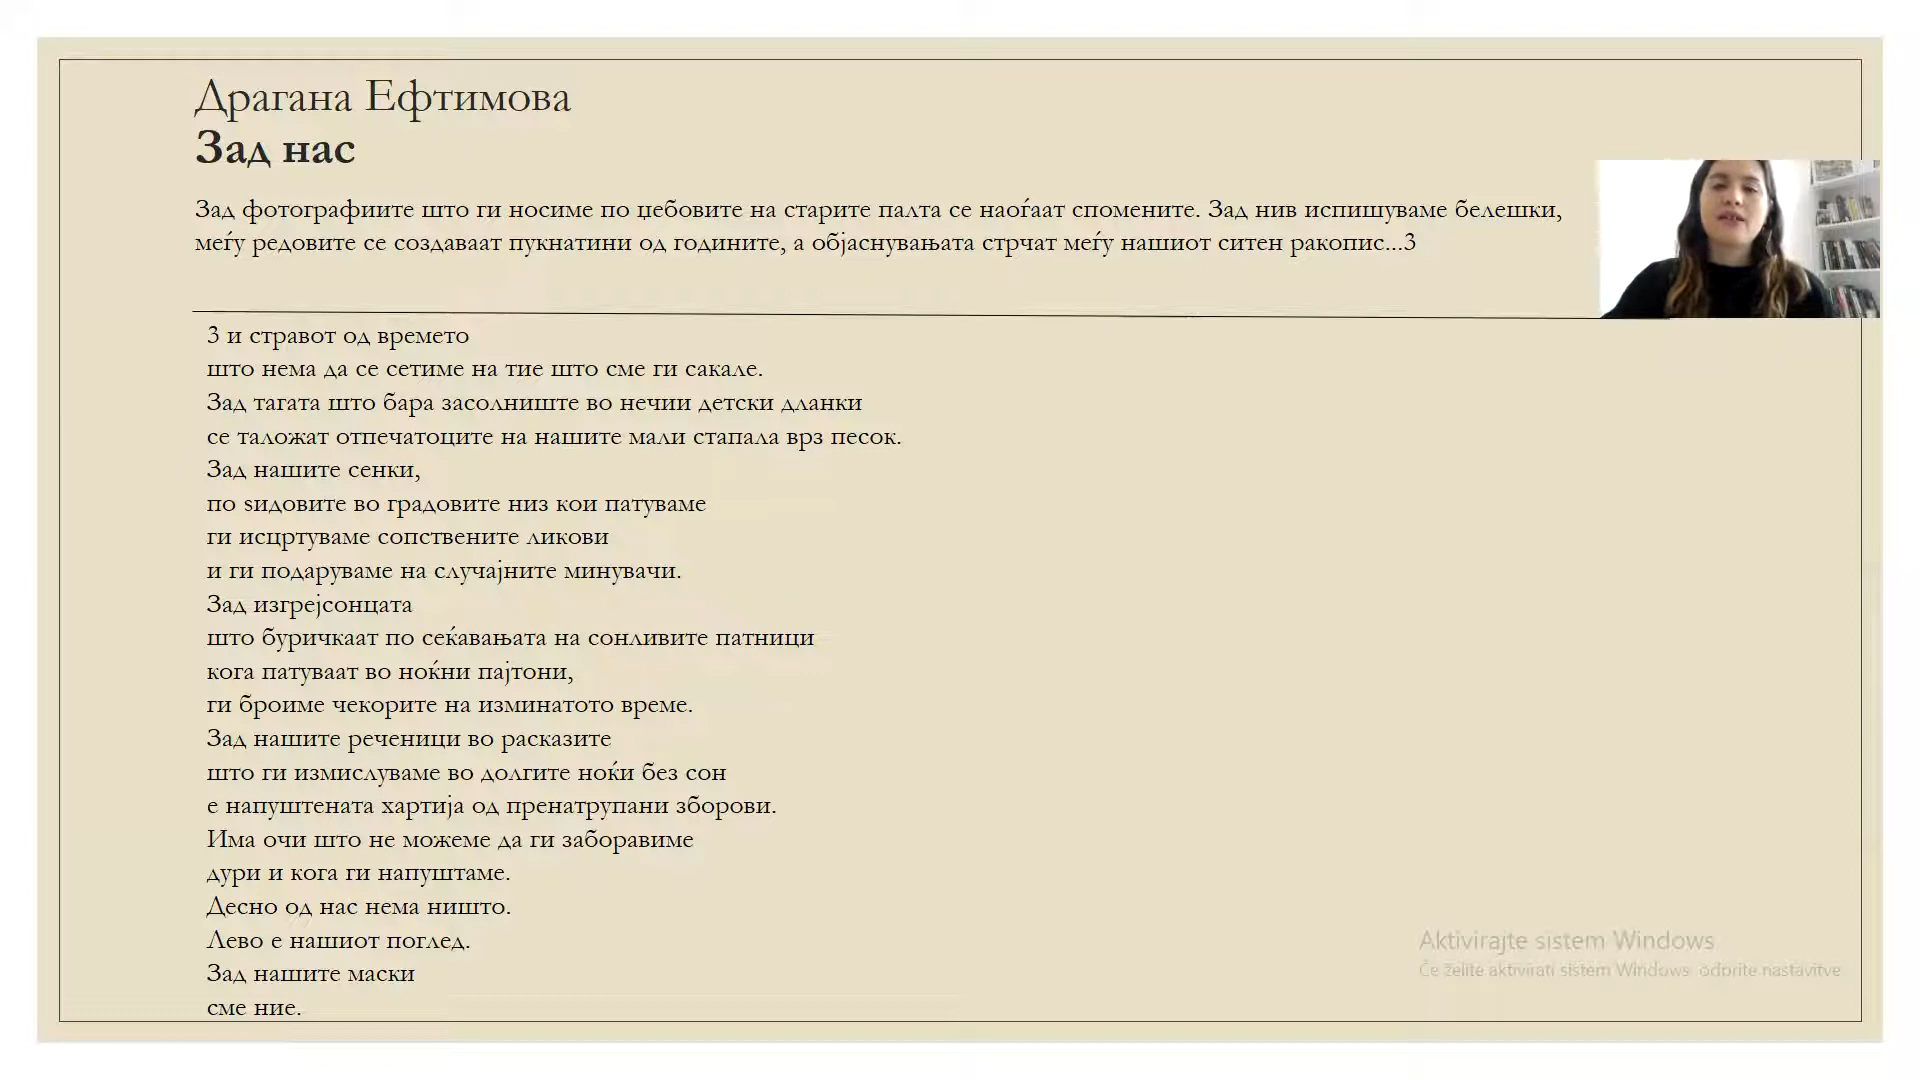 Драгана Ефтимова
Зад нас
Зад фотографиите што ги носиме по џебовите на старите палта се наоѓаат спомените. Зад нив испишуваме белешки,
меѓу редовите се создаваат пукнатини од годините, а објаснувањата стрчат меѓу нашиот ситен ракопис...3
3 и стравот од времето
што нема да се сетиме на тие што сме ги сакале.
Зад тагата што бара засолниште во нечии детски дланки
се таложат отпечатоците на нашите мали стапала врз песок.
Зад нашите сенки,
по ѕидовите во градовите низ кои патуваме
ги исцртуваме сопствените ликови
и ги подаруваме на случајните минувачи.
Зад изгрејсонцата
што буричкаат по сеќавањата на сонливите патници
кога патуваат во ноќни пајтони,
ги броиме чекорите на изминатото време.
Зад нашите реченици во расказите
што ги измислуваме во долгите ноќи без сон
е напуштената хартија од пренатрупани зборови.
Има очи што не можеме да ги заборавиме
дури и кога ги напуштаме.
Десно од нас нема ништо.
Лево е нашиот поглед.
Зад нашите маски
сме ние.
Aktivirajte sistem Windows
Če želite aktivirati sistem Windows, odprite nastavitve